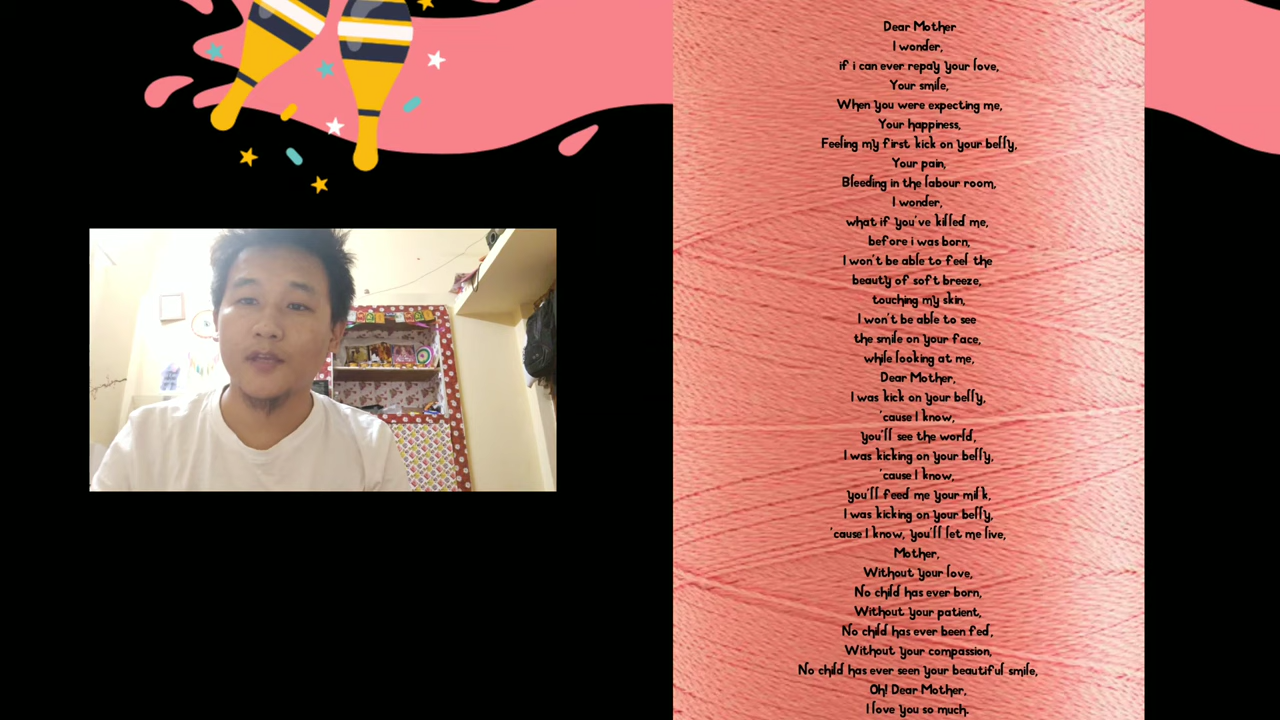 Dear Mother
I wonder,
if i can ever repay your love,
Your smile,
When you were expecting me,
Your happiness,
Feeling my first kick on your belly,
Your pain,
Bleeding in the labour room,
I wonder,
what if you've killed me,
before i was born,
I won't be able to feel the
beauty of soft breeze,
touching my skin,
I won't be able to see
the smile on your face,
while looking at me,
Dear Mother,
I was kick on your belly,
'cause I know,
you'll see the world,
I was kicking on your belly,
'cause I know,
you'll feed me your milk,
I was kicking on your belly,
'cause I know, you'll let me live,
Mother,
Without your love,
No child has ever born,
Without your patient,
No child has ever been fed,
Without your compassion,
No child has ever seen your beautiful smile,
Oh! Dear Mother,
I love you so much.